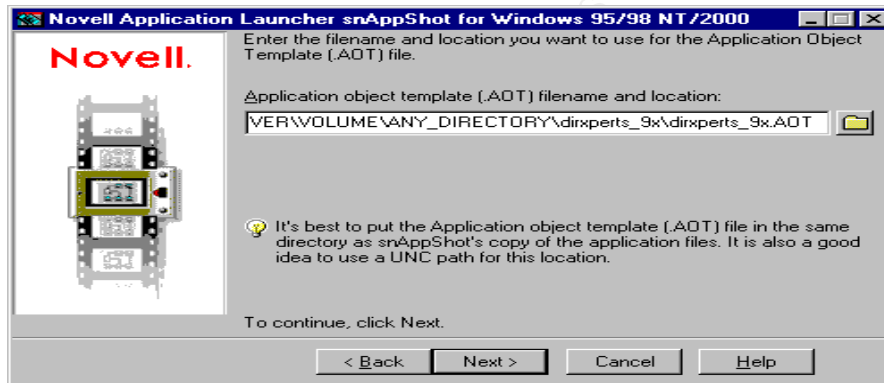 Novell Application Launcher snAppShot for Windows 95/98 NT/2000
Novell.
Enter the filename and location you want to use for the Application Object
Template (.AOT) file.
Application object template (.AOT) filename and location:
VER\VOLUME\ANY_DIRECTORY\dirxperts_9x\dirxperts_9x.AOT
It's best to put the Application object template (.AOT) file in the same
directory as snAppShot's copy of the application files. It is also a good
idea to use a UNC path for this location.
To continue, click Next.
< Back
Next >
Cancel
Help